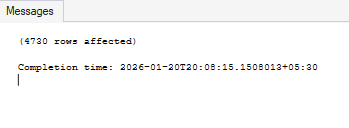 Messages
(4730 rows affected)
Completion time: 2026-01-20T20:08:15.1508013+05:30